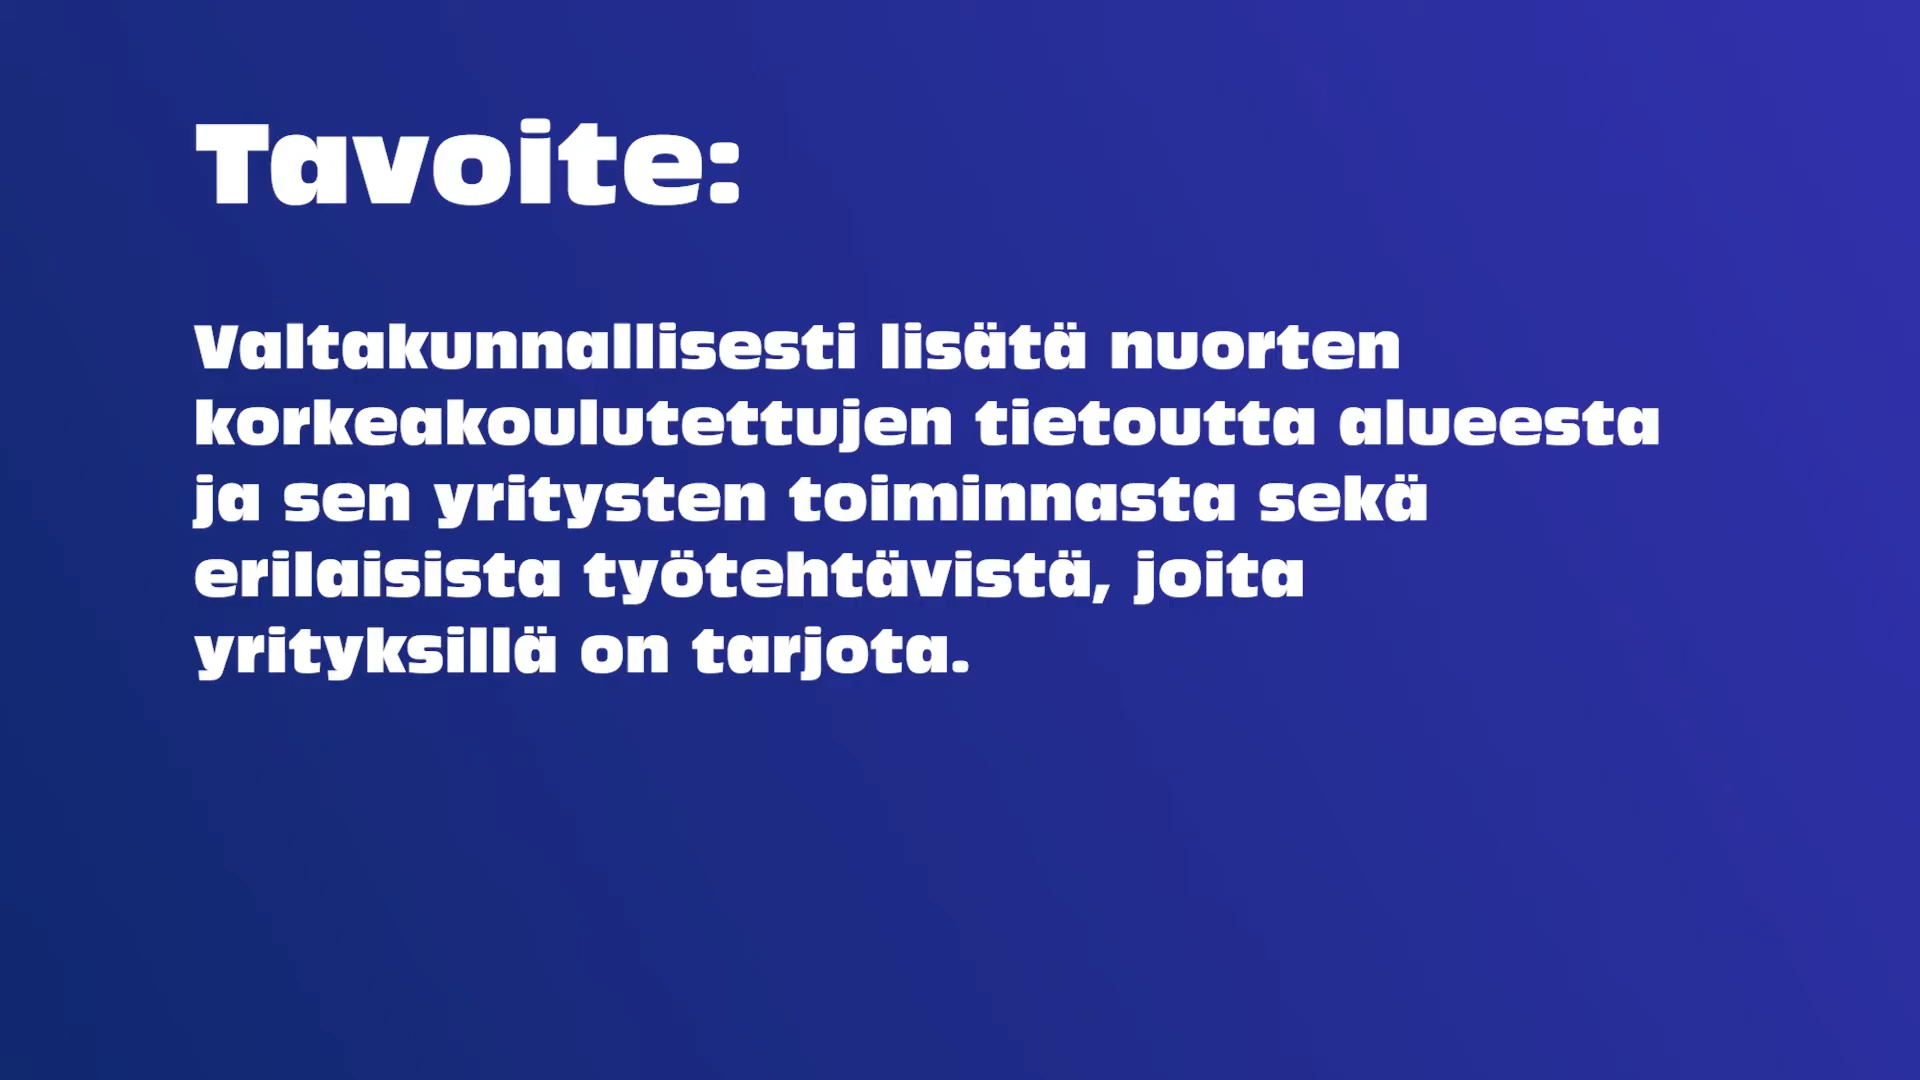 Tavoite:
Valtakunnallisesti lisätä nuorten
korkeakoulutettujen tietoutta alueesta
ja sen yritysten toiminnasta sekä
erilaisista työtehtävistä, joita
yrityksillä on tarjota.